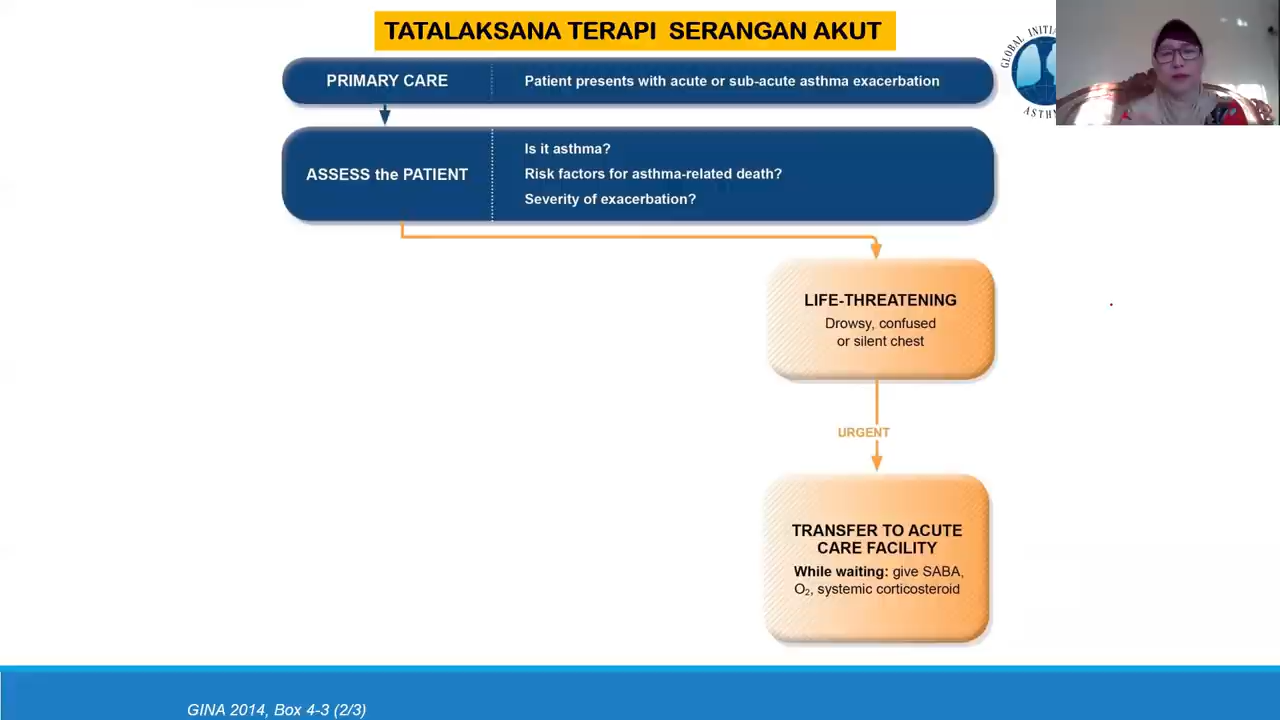 TATALAKSANA TERAPI SERANGAN AKUT
GLOBAL
ASTH
PRIMARY CARE
Patient presents with acute or sub-acute asthma exacerbation
ASSESS the PATIENT
Is it asthma?
Risk factors for asthma-related death?
Severity of exacerbation?
LIFE-THREATENING
Drowsy, confused
or silent chest
URGENT
TRANSFER TO ACUTE
CARE FACILITY
While waiting: give SABA,
O₂, systemic corticosteroid
GINA 2014, Box 4-3 (2/3)